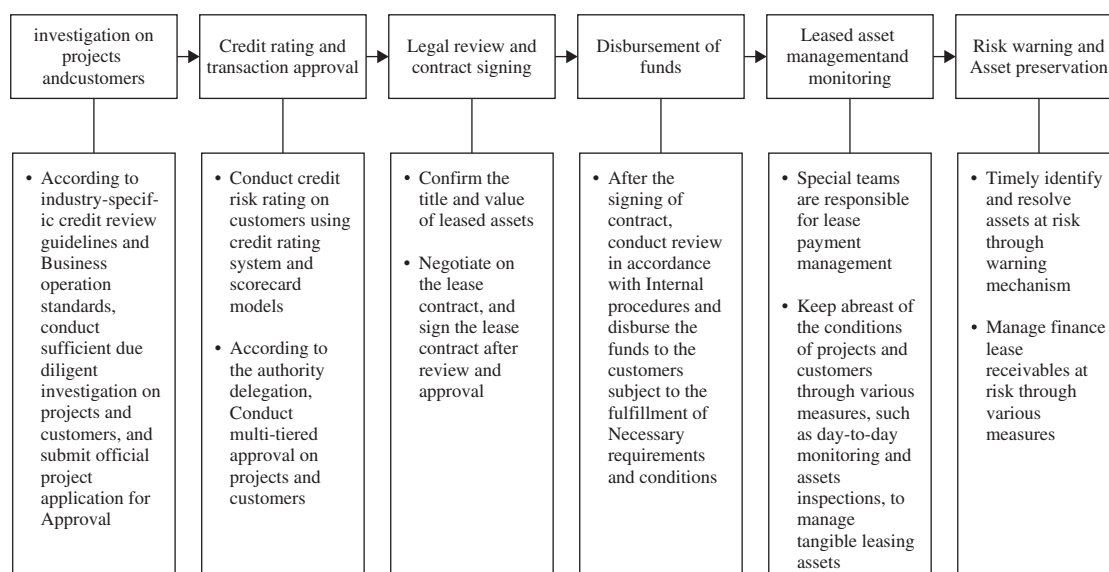 investigation on
projects
andcustomers
Credit rating and
transaction approval
Legal review and
contract signing
Disbursement of
funds
Leased asset
managementand
monitoring
Risk warning and
Asset preservation
• According to
industry-specif-
ic credit review
guidelines and
Business
operation
standards,
conduct
sufficient due
diligent
investigation on
projects and
customers, and
submit official
project
application for
Approval
• Conduct credit
risk rating on
customers using
credit rating
system and
scorecard
models
• According to
the authority
delegation,
Conduct
multi-tiered
approval on
projects and
customers
• Confirm the
title and value
of leased assets
• Negotiate on
the lease
contract, and
sign the lease
contract after
review and
approval
• After the
signing of
contract,
conduct review
in accordance
with Internal
procedures and
disburse the
funds to the
customers
subject to the
fulfillment of
Necessary
requirements
and conditions
• Special teams
are responsible
for lease
payment
management
• Keep abreast of
the conditions
of projects and
customers
through various
measures, such
as day-to-day
monitoring and
assets
inspections, to
manage
tangible leasing
assets
• Timely identify
and resolve
assets at risk
through
warning
mechanism
• Manage finance
lease
receivables at
risk through
various
measures